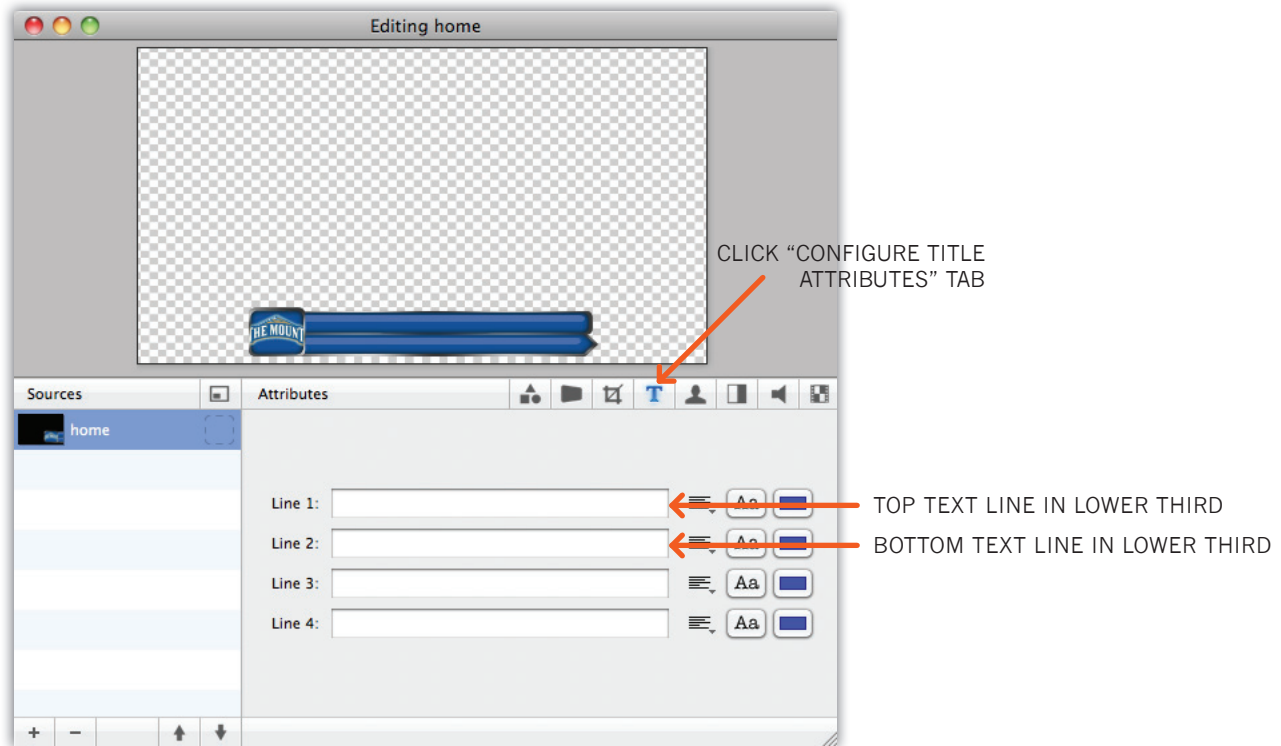 Editing home
HE MOUNT
CLICK “CONFIGURE TITLE
ATTRIBUTES” TAB
Sources
Attributes
T
home
Line 1:
Aa
TOP TEXT LINE IN LOWER THIRD
Line 2:
Aa
BOTTOM TEXT LINE IN LOWER THIRD
Line 3:
Aa
Line 4:
Aa